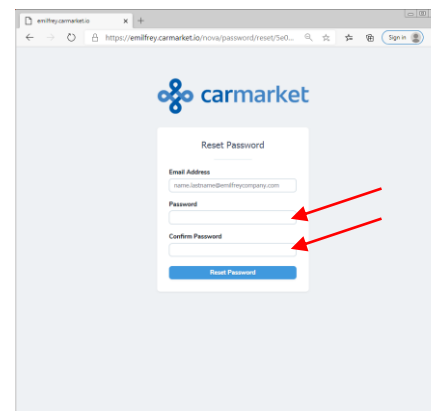 emilfrey.carmarket.io
https://emilfrey.carmarket.io/nova/password/reset/5e0...
Sign in
carmarket
Reset Password
Email Address
name.lastname@emilfreycompany.com
Password
Confirm Password
Reset Password